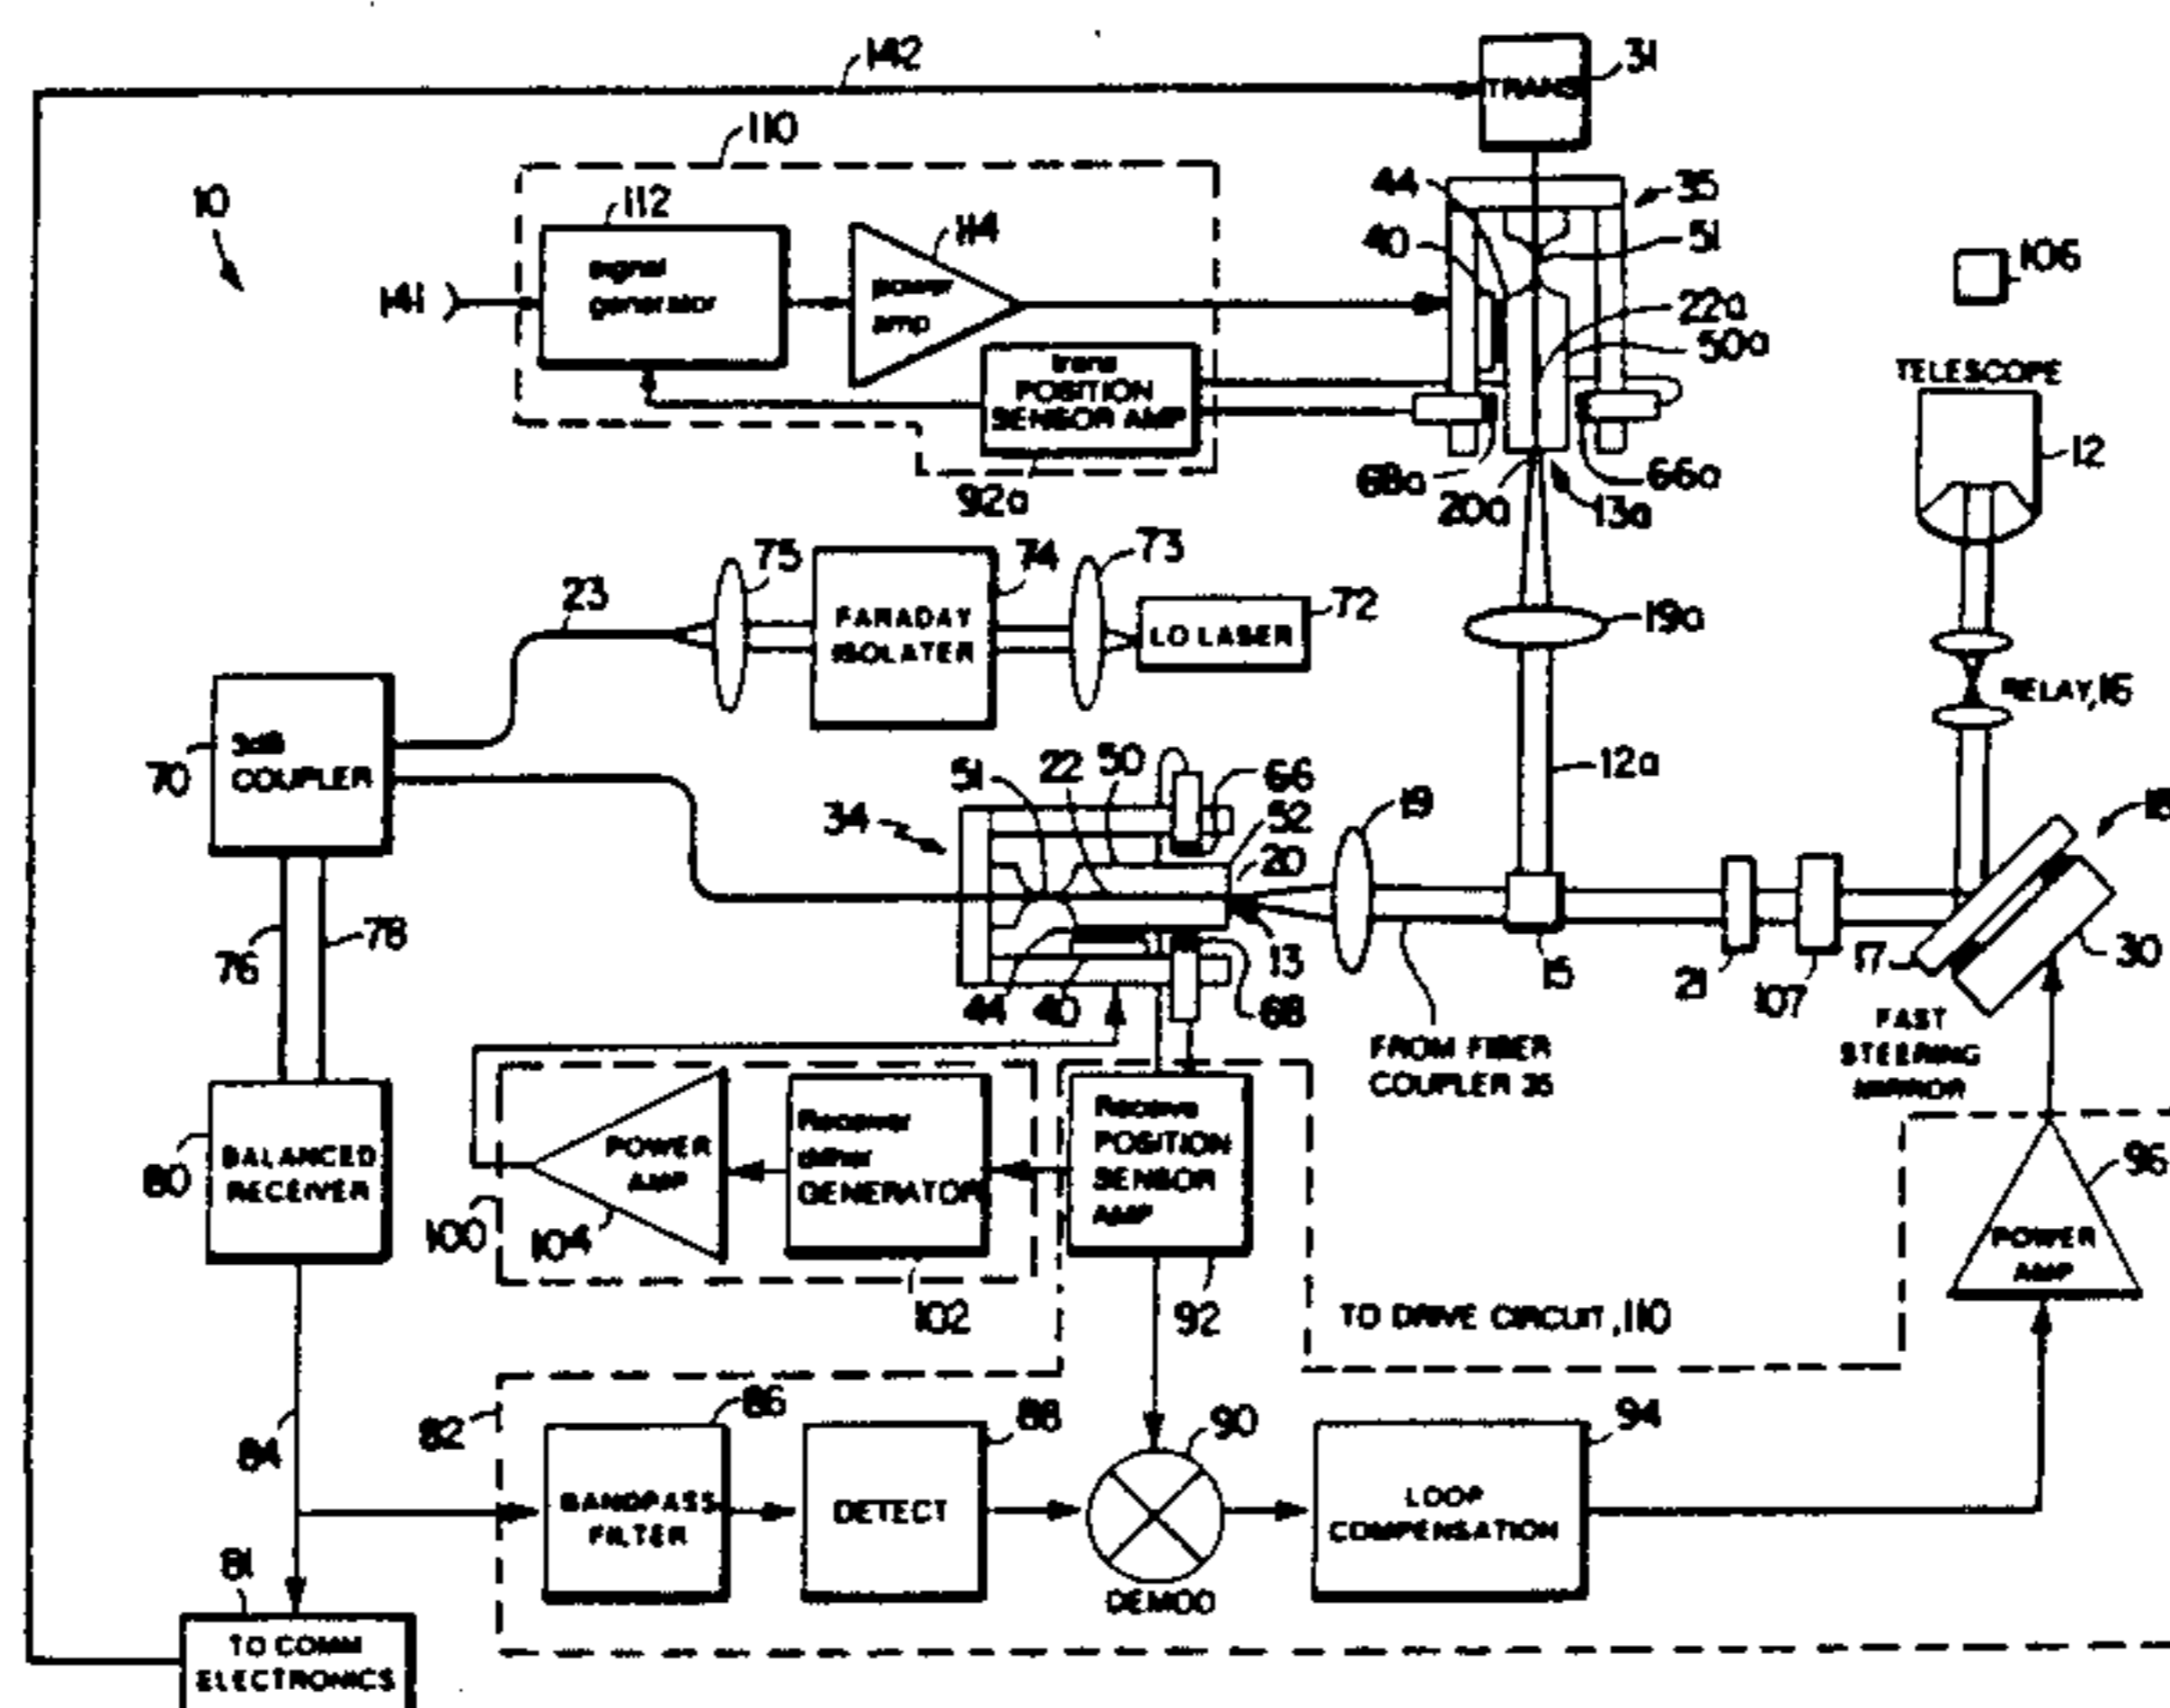 142
TRANS
31
110
10
112
114
44
35
40
51
signal
generator
141
power
amp
106
22a
50a
trans
POSITION
SENSOR AMP
TELESCOPE
12
68a
66a
92a
20a
13a
75
74
73
72
23
FARADAY
ISOLATER
LO LASER
19a
RELAY, 16
3dB
COUPLER
70
12a
51
22
50
66
34
52
19
18
20
76
78
44
40
13
68
15
21
107
17
30
FROM FIBER
COUPLER 35
FAST
STEERING
MIRROR
80
BALANCED
RECEIVER
POWER
AMP
Receiver
dither
GENERATOR
Receive
POSITION
SENSOR
AMP
96
POWER
AMP
100
104
102
92
TO DRIVE CIRCUIT, 110
84
82
86
88
90
94
BANDPASS
FILTER
DETECT
LOOP
COMPENSATION
DEMOD
81
TO COMM
ELECTRONICS